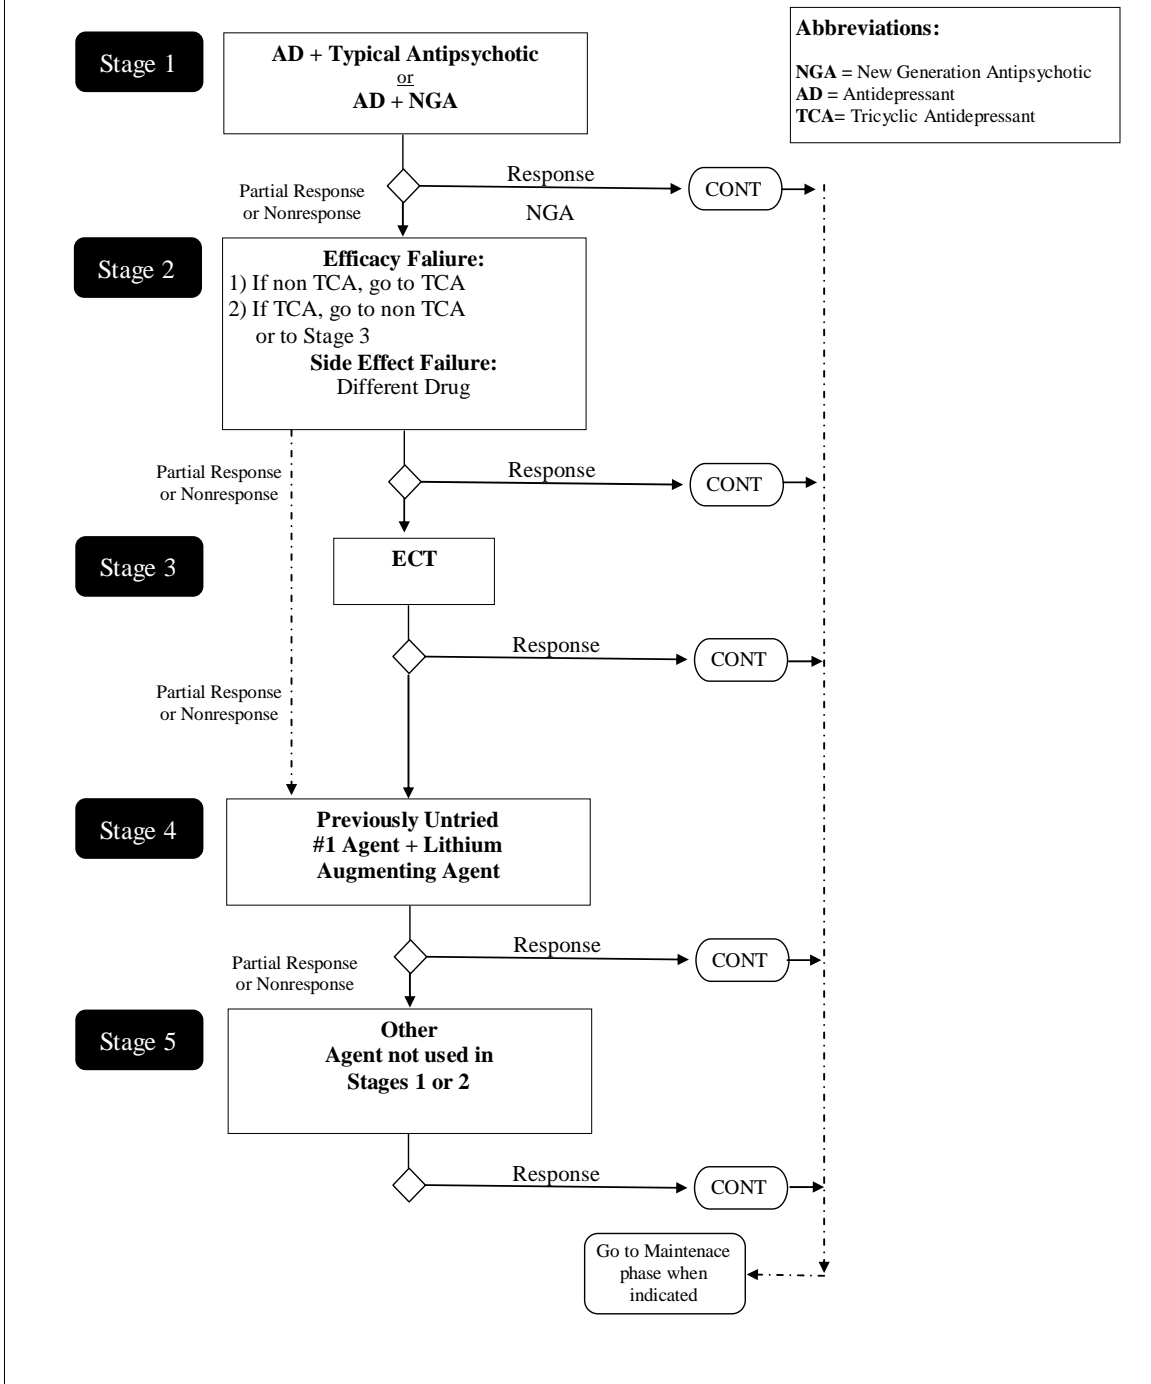 Abbreviations:
NGA = New Generation Antipsychotic
AD = Antidepressant
TCA= Tricyclic Antidepressant
Stage 1
AD + Typical Antipsychotic
or
AD + NGA
Partial Response
or Nonresponse
Response
NGA
CONT
Stage 2
Efficacy Faliure:
1) If non TCA, go to TCA
2) If TCA, go to non TCA
or to Stage 3
Side Effect Failure:
Different Drug
Partial Response
or Nonresponse
Response
CONT
Stage 3
ECT
Response
CONT
Partial Response
or Nonresponse
Stage 4
Previously Untried
#1 Agent + Lithium
Augmenting Agent
Partial Response
or Nonresponse
Response
CONT
Stage 5
Other
Agent not used in
Stages 1 or 2
Response
CONT
Go to Maintenace
phase when
indicated